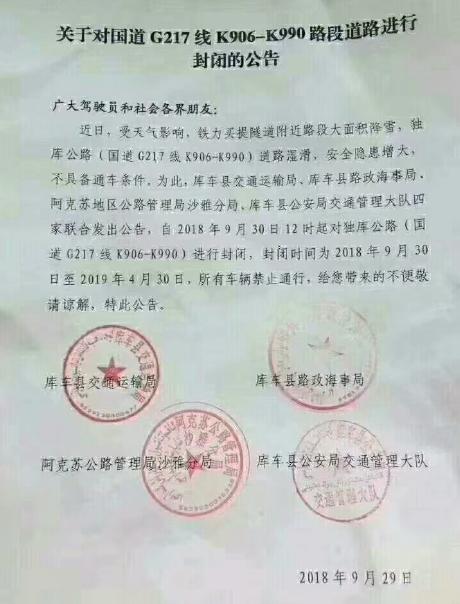 关于对国道 G217 线 K906-K990 路段道路进行
封闭的公告
广大驾驶员和社会各界朋友：
近日，受天气影响，铁力买提隧道附近路段大面积降雪，独
库公路（国道 G217 线 K906-K990）道路湿滑，安全隐患增大，
不具备通车条件。为此，库车县交通运输局、库车县路政海事局、
阿克苏地区公路管理局沙雅分局、库车县公安局交通管理大队四
家联合发出公告，自 2018 年 9 月 30 日 12 时起对独库公路（国
道 G217 线 K906-K990）进行封闭，封闭时间为 2018 年 9 月 30
日至 2019 年 4 月 30 日，所有车辆禁止通行，给您带来的不便敬
请谅解，特此公告。
库车县交通运输局
库车县路政海事局
阿克苏公路管理局沙雅分局
库车县公安局交通管理大队
交通管理大队
2018 年 9 月 29 日